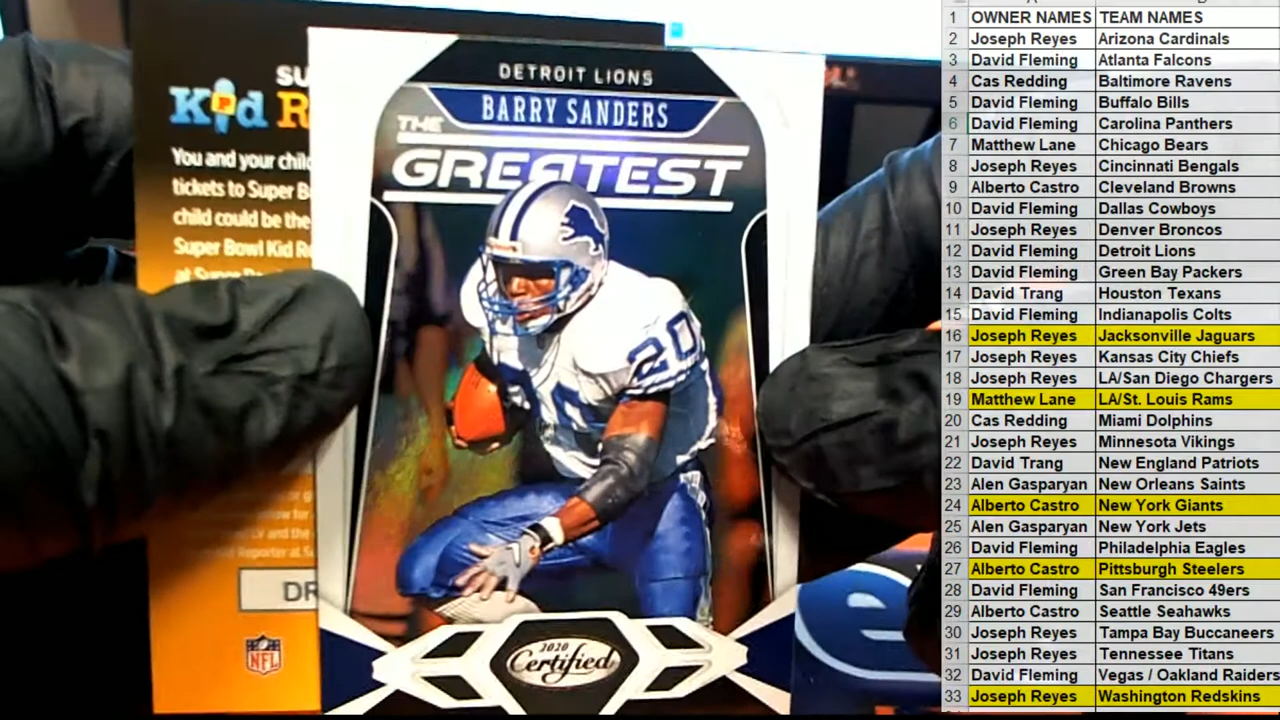 DETROIT LIONS
BARRY SANDERS
THE
GREATEST
20
2020
Certified
SU
Kid R
P
You and your chil
tickets to Super B
child could be the
Super Bowl Kid Re
at Super
and the
Reporter at Su
DR
NFL
e
1 OWNER NAMES TEAM NAMES
2 Joseph Reyes Arizona Cardinals
3 David Fleming Atlanta Falcons
4 Cas Redding Baltimore Ravens
5 David Fleming Buffalo Bills
6 David Fleming Carolina Panthers
7 Matthew Lane Chicago Bears
8 Joseph Reyes Cincinnati Bengals
9 Alberto Castro Cleveland Browns
10 David Fleming Dallas Cowboys
11 Joseph Reyes Denver Broncos
12 David Fleming Detroit Lions
13 David Fleming Green Bay Packers
14 David Trang Houston Texans
15 David Fleming Indianapolis Colts
16 Joseph Reyes Jacksonville Jaguars
17 Joseph Reyes Kansas City Chiefs
18 Joseph Reyes LA/San Diego Chargers
19 Matthew Lane LA/St. Louis Rams
20 Cas Redding Miami Dolphins
21 Joseph Reyes Minnesota Vikings
22 David Trang New England Patriots
23 Alen Gasparyan New Orleans Saints
24 Alberto Castro New York Giants
25 Alen Gasparyan New York Jets
26 David Fleming Philadelphia Eagles
27 Alberto Castro Pittsburgh Steelers
28 David Fleming San Francisco 49ers
29 Alberto Castro Seattle Seahawks
30 Joseph Reyes Tampa Bay Buccaneers
31 Joseph Reyes Tennessee Titans
32 David Fleming Vegas / Oakland Raiders
33 Joseph Reyes Washington Redskins